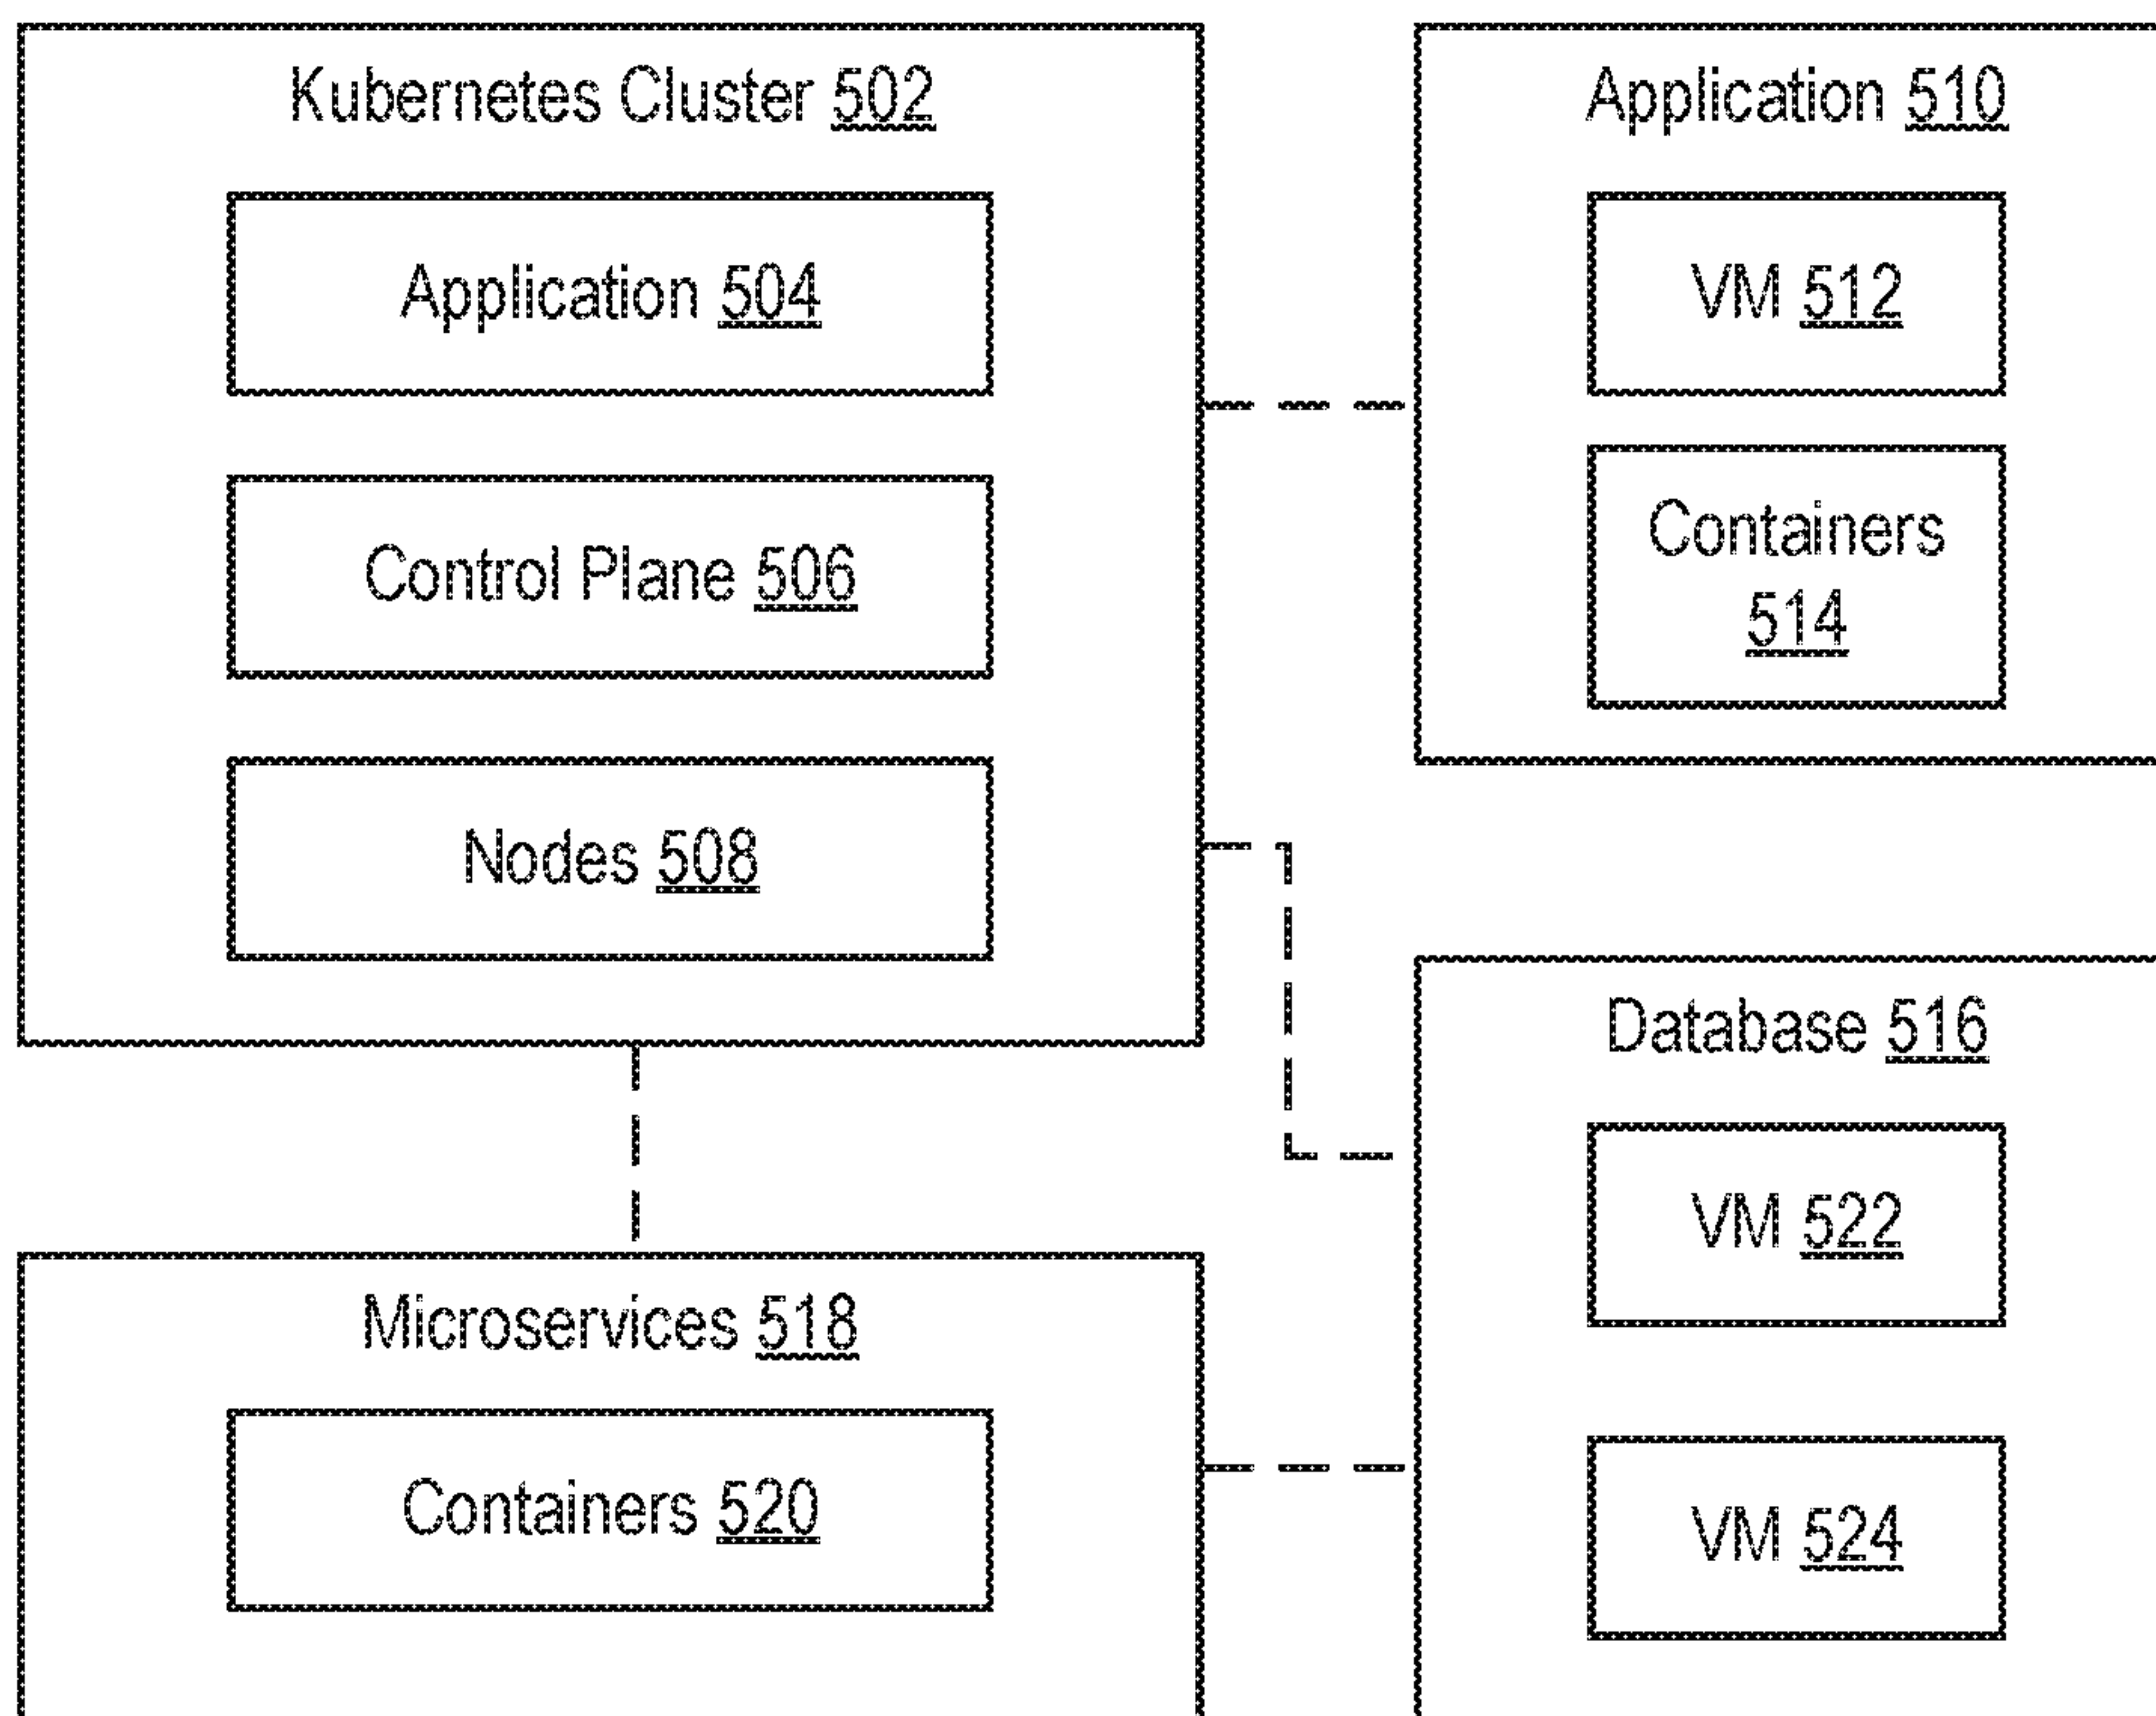 Kubernetes Cluster 502
Application 504
Control Plane 506
Nodes 508
Application 510
VM 512
Containers
514
Database 516
VM 522
VM 524
Microservices 518
Containers 520